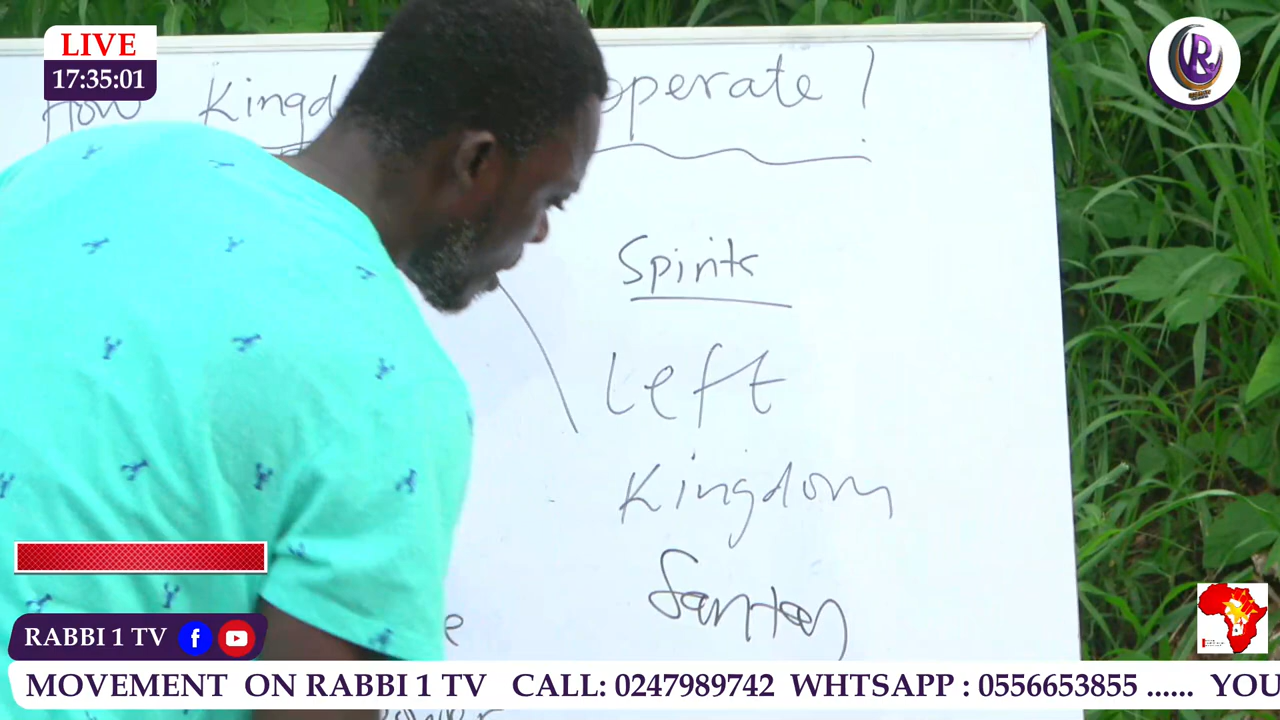 LIVE
17:35:01
How Kingd operate !
Spirits
Left
Kingdom
e
RABBI 1 TV
MOVEMENT ON RABBI 1 TV CALL: 0247989742 WHTSAPP : 0556653855 ...... YOU